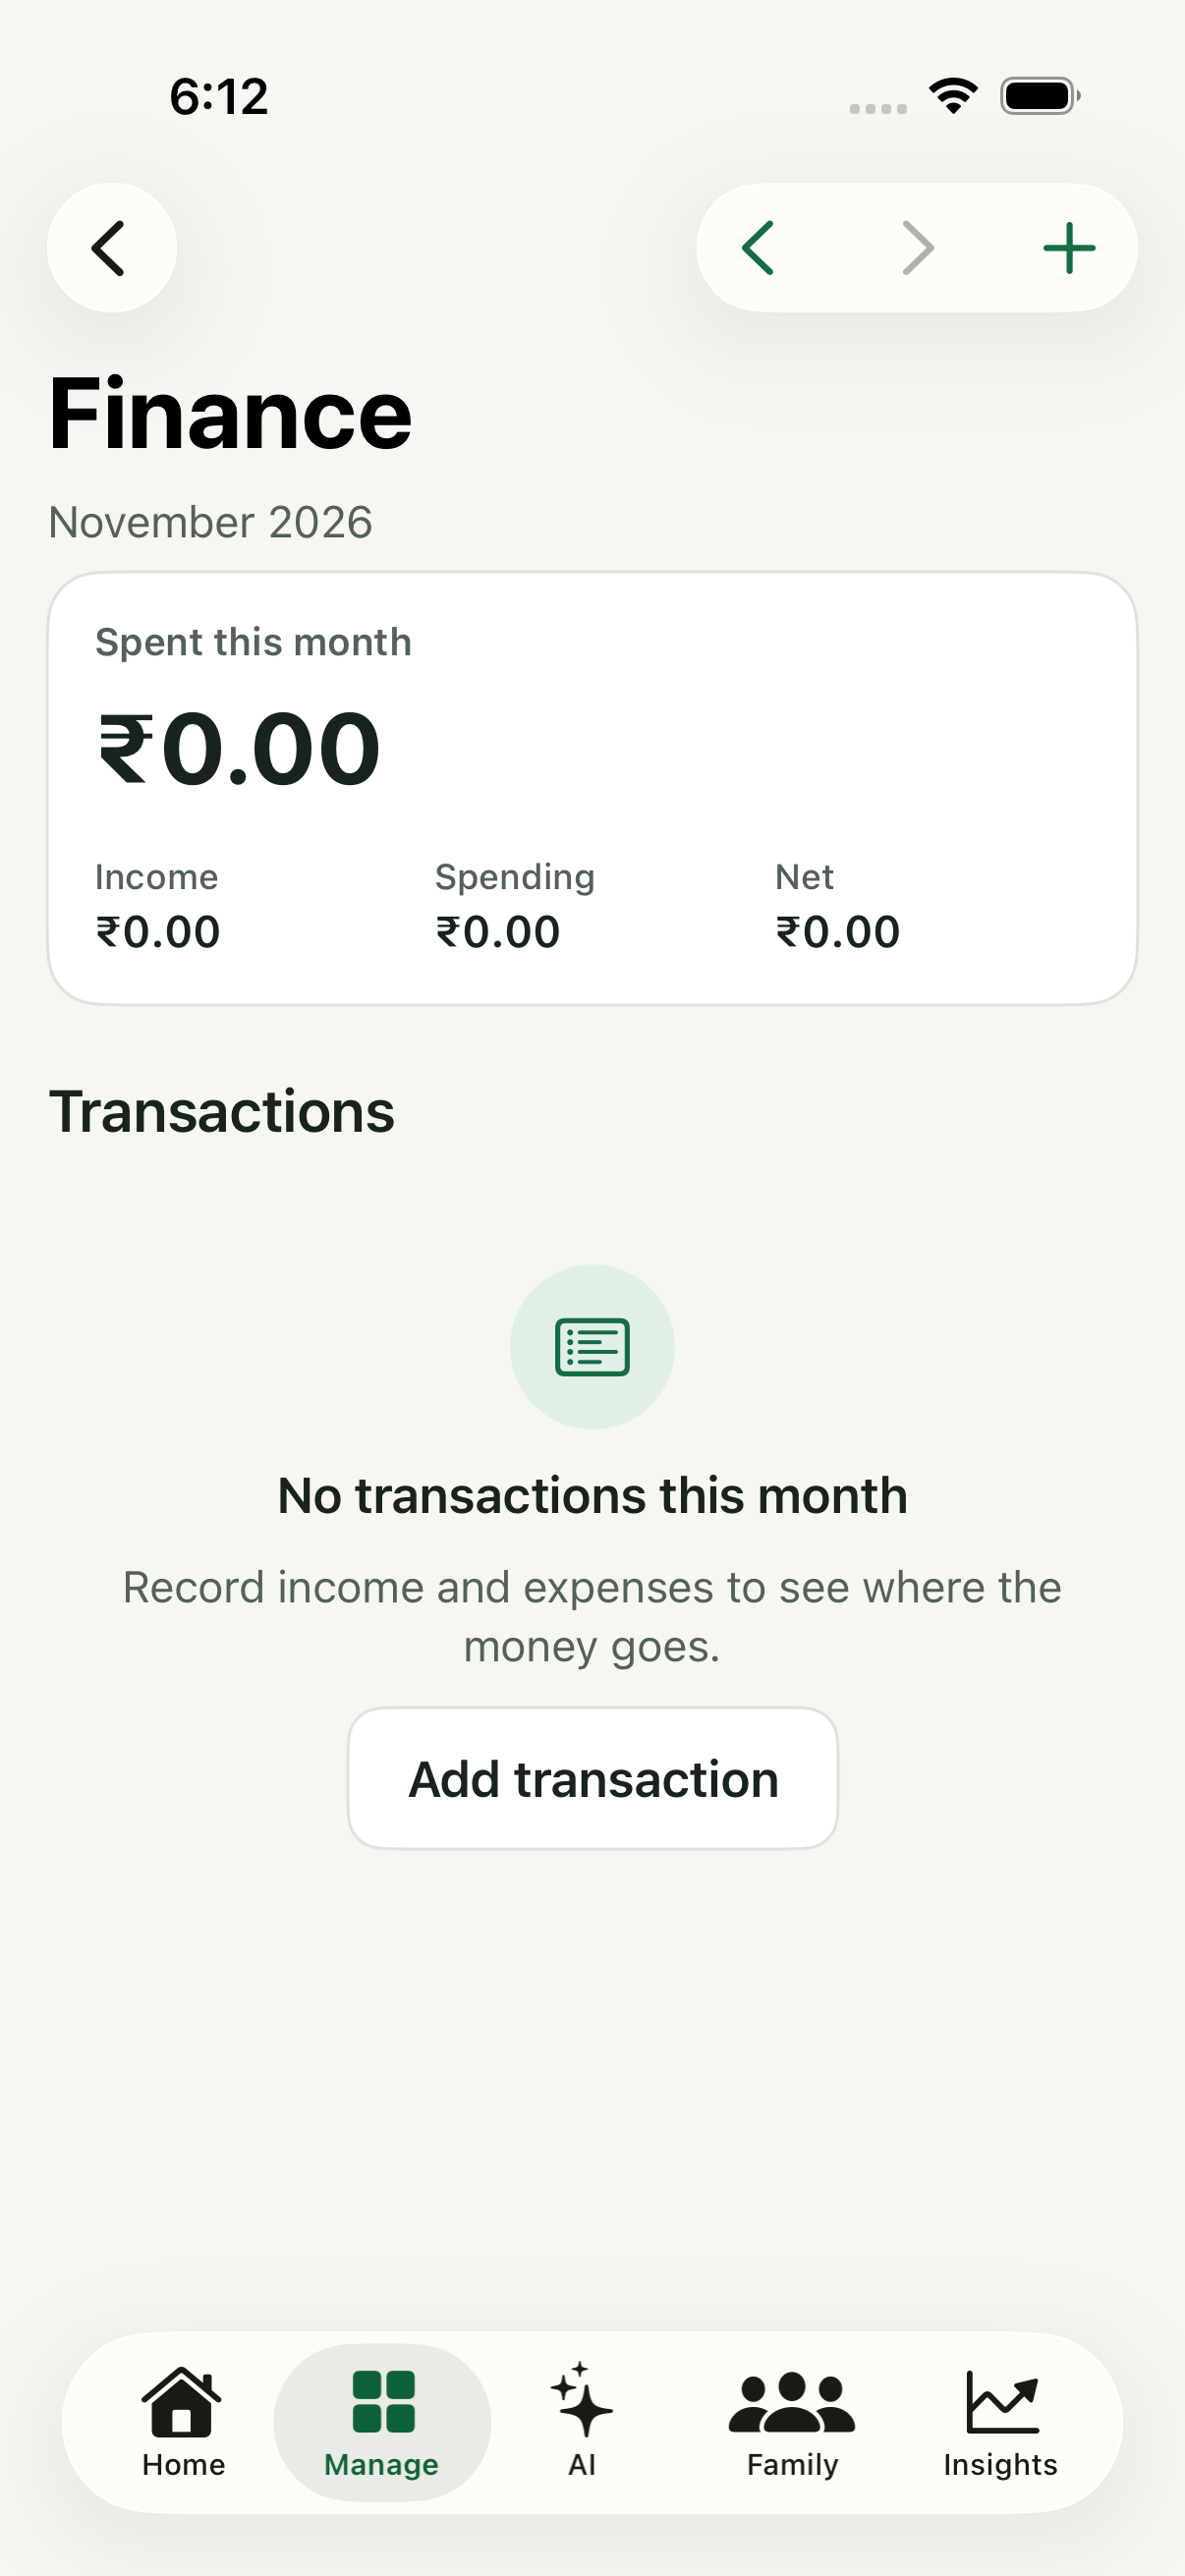 6:12
Finance
November 2026
Spent this month
₹0.00
Income Spending Net
₹0.00 ₹0.00 ₹0.00
Transactions
No transactions this month
Record income and expenses to see where the
money goes.
Add transaction
Home Manage AI Family Insights